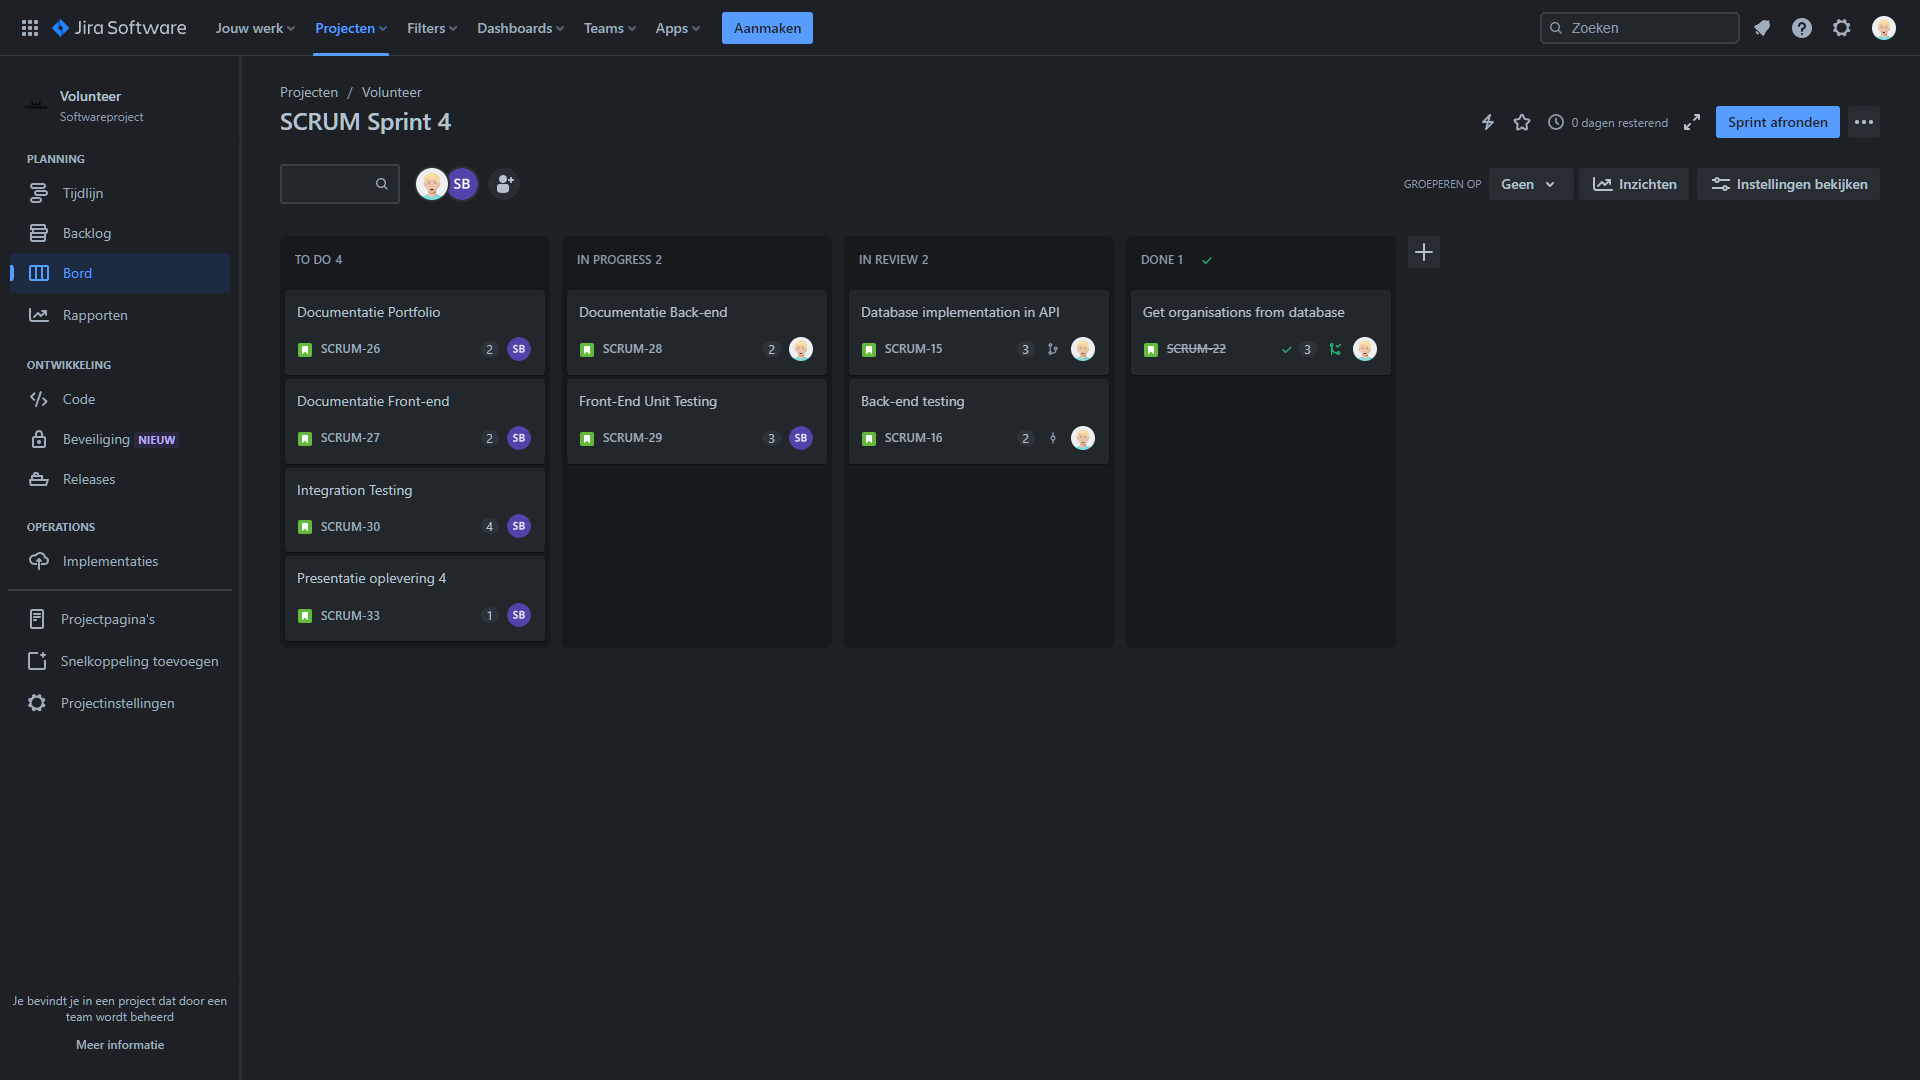 Jira Software
Jouw werk
Projecten
Filters
Dashboards
Teams
Apps
Aanmaken
Zoeken
Volunteer
Softwareproject
PLANNING
Tijdlijn
Backlog
Bord
Rapporten
ONTWIKKELING
Code
Beveiliging NIEUW
Releases
OPERATIONS
Implementaties
Projectpagina's
Snelkoppeling toevoegen
Projectinstellingen
Je bevindt je in een project dat door een
team wordt beheerd
Meer informatie
Projecten / Volunteer
SCRUM Sprint 4
0 dagen resterend
Sprint afronden
SB
GROEPEREN OP
Geen
Inzichten
Instellingen bekijken
TO DO 4
Documentatie Portfolio
SCRUM-26 2 SB
Documentatie Front-end
SCRUM-27 2 SB
Integration Testing
SCRUM-30 4 SB
Presentatie oplevering 4
SCRUM-33 1 SB
IN PROGRESS 2
Documentatie Back-end
SCRUM-28 2
Front-End Unit Testing
SCRUM-29 3 SB
IN REVIEW 2
Database implementation in API
SCRUM-15 3
Back-end testing
SCRUM-16 2
DONE 1
Get organisations from database
SCRUM-22 3